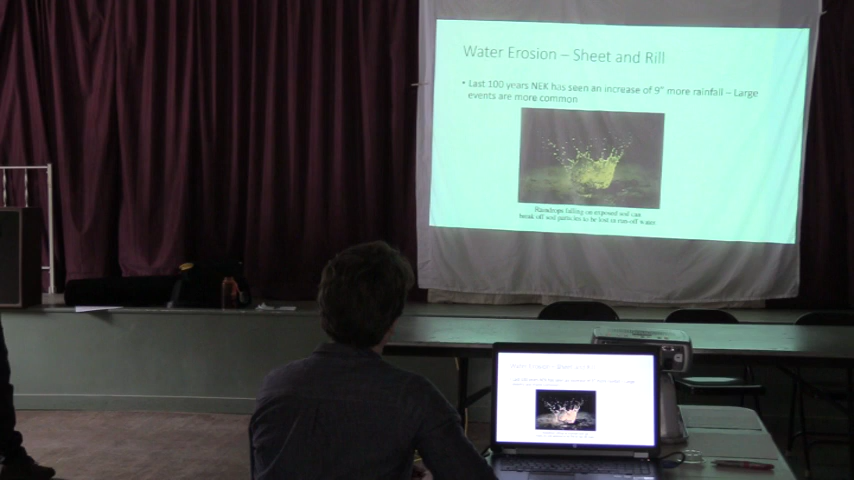 Water Erosion – Sheet and Rill
• Last 100 years NEK has seen an increase of 9" more rainfall – Large
events are more common
Raindrops falling on exposed soil can
break off soil particles to be lost in run-off water